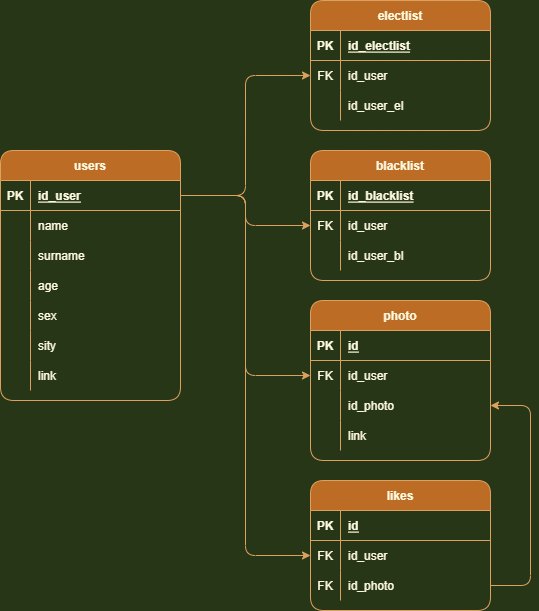 users
PK id_user
name
surname
age
sex
sity
link
electlist
PK id_electlist
FK id_user
id_user_el
blacklist
PK id_blacklist
FK id_user
id_user_bl
photo
PK id
FK id_user
id_photo
link
likes
PK id
FK id_user
FK id_photo